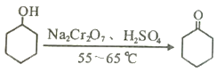 OH
O
Na₂Cr₂O₇、H₂SO₄
55～65 ℃